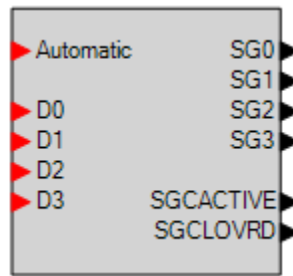 Automatic SG0
SG1
D0 SG2
D1 SG3
D2
D3 SGCACTIVE
SGCLOVRD